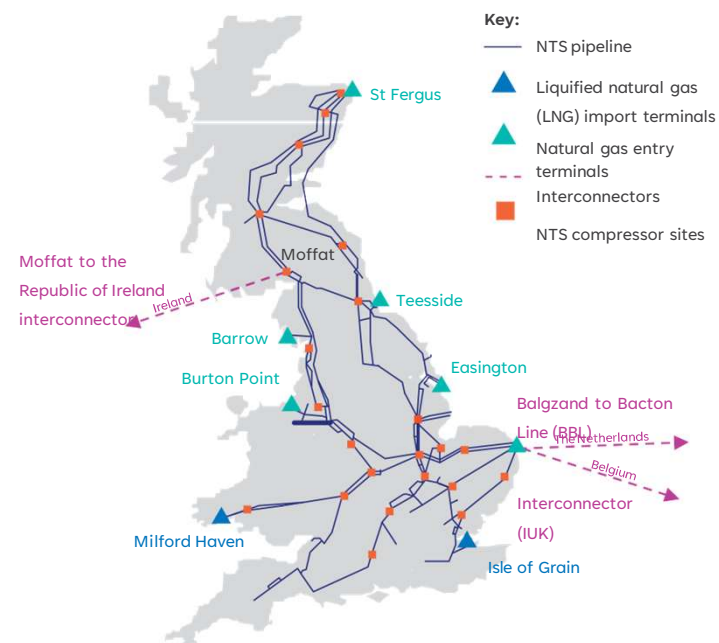 Key:
NTS pipeline
Liquified natural gas
(LNG) import terminals
Natural gas entry
terminals
Interconnectors
NTS compressor sites
St Fergus
Moffat
Moffat to the
Republic of Ireland
interconnector
Ireland
Teesside
Barrow
Easington
Burton Point
Balgzand to Bacton
Line (BBL)
The Netherlands
Belgium
Interconnector
(IUK)
Milford Haven
Isle of Grain